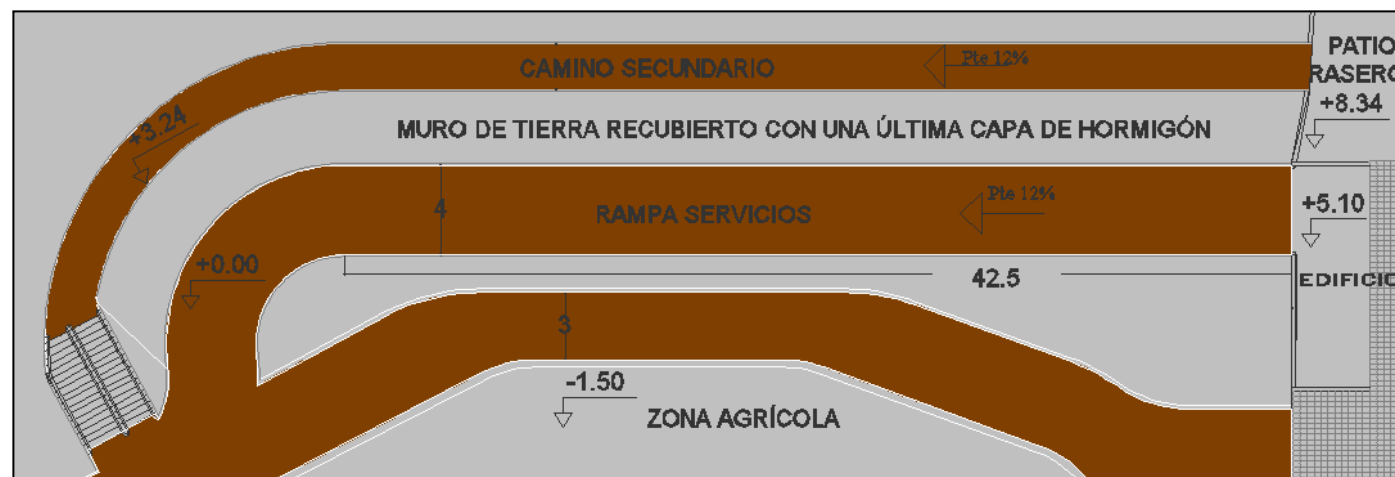 CAMINO SECUNDARIO
Pte 12%
PATIO
RASERO
+8.34
+3.24
MURO DE TIERRA RECUBIERTO CON UNA ÚLTIMA CAPA DE HORMIGÓN
4
RAMPA SERVICIOS
Pte 12%
+5.10
+0.00
42.5
EDIFICIO
3
-1.50
ZONA AGRÍCOLA